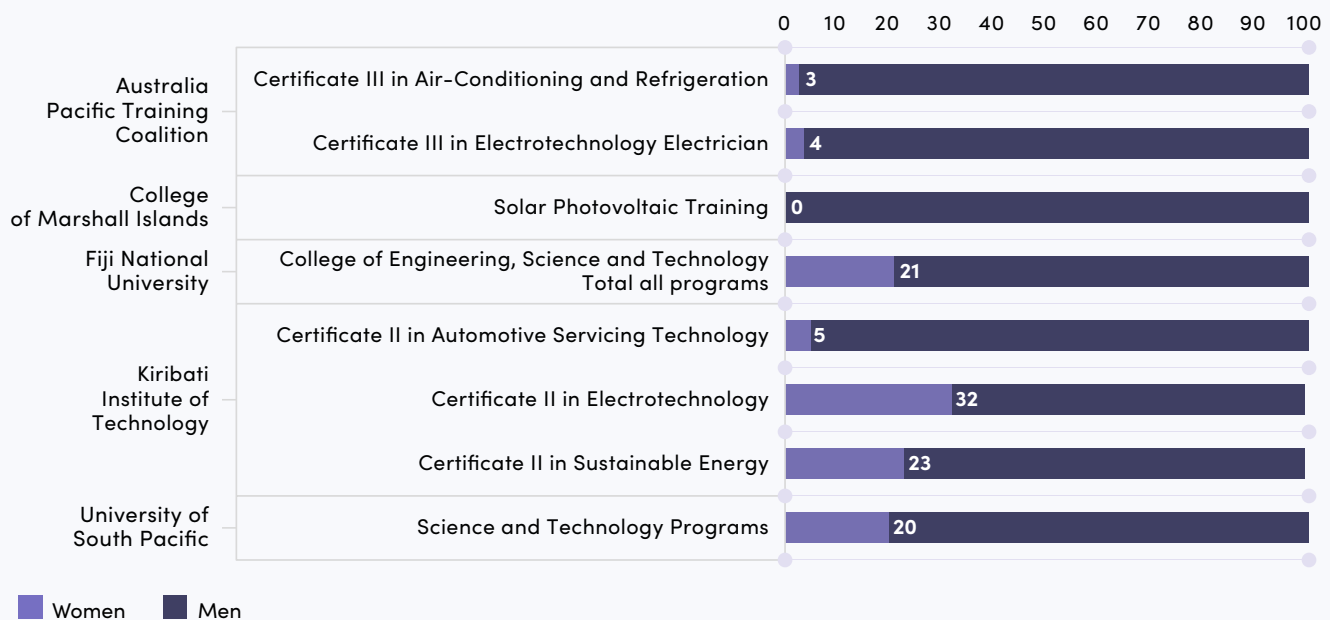 0 10 20 30 40 50 60 70 80 90 100
Australia
Pacific Training
Coalition
Certificate III in Air-Conditioning and Refrigeration
3
Certificate III in Electrotechnology Electrician
4
College
of Marshall Islands
Solar Photovoltaic Training
0
Fiji National
University
College of Engineering, Science and Technology
Total all programs
21
Kiribati
Institute of
Technology
Certificate II in Automotive Servicing Technology
5
Certificate II in Electrotechnology
32
Certificate II in Sustainable Energy
23
University of
South Pacific
Science and Technology Programs
20
Women
Men